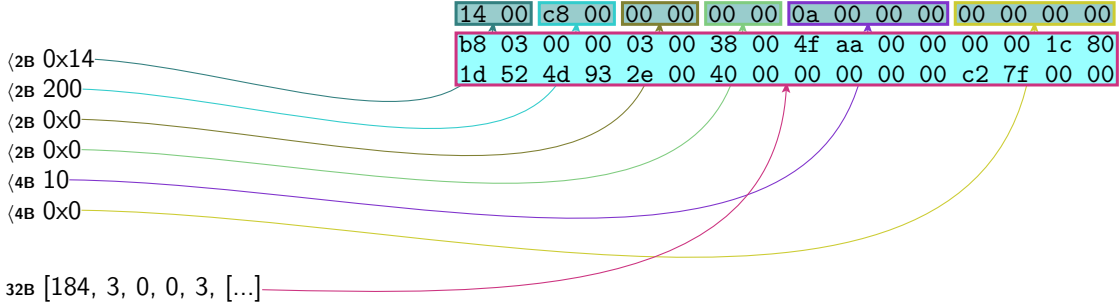 14 00 c8 00 00 00 00 00 0a 00 00 00 00 00 00 00
b8 03 00 00 03 00 38 00 4f aa 00 00 00 00 1c 80
1d 52 4d 93 2e 00 40 00 00 00 00 00 c2 7f 00 00
⟨2B 0x14
⟨2B 200
⟨2B 0x0
⟨2B 0x0
⟨4B 10
⟨4B 0x0
32B [184, 3, 0, 0, 3, [...]